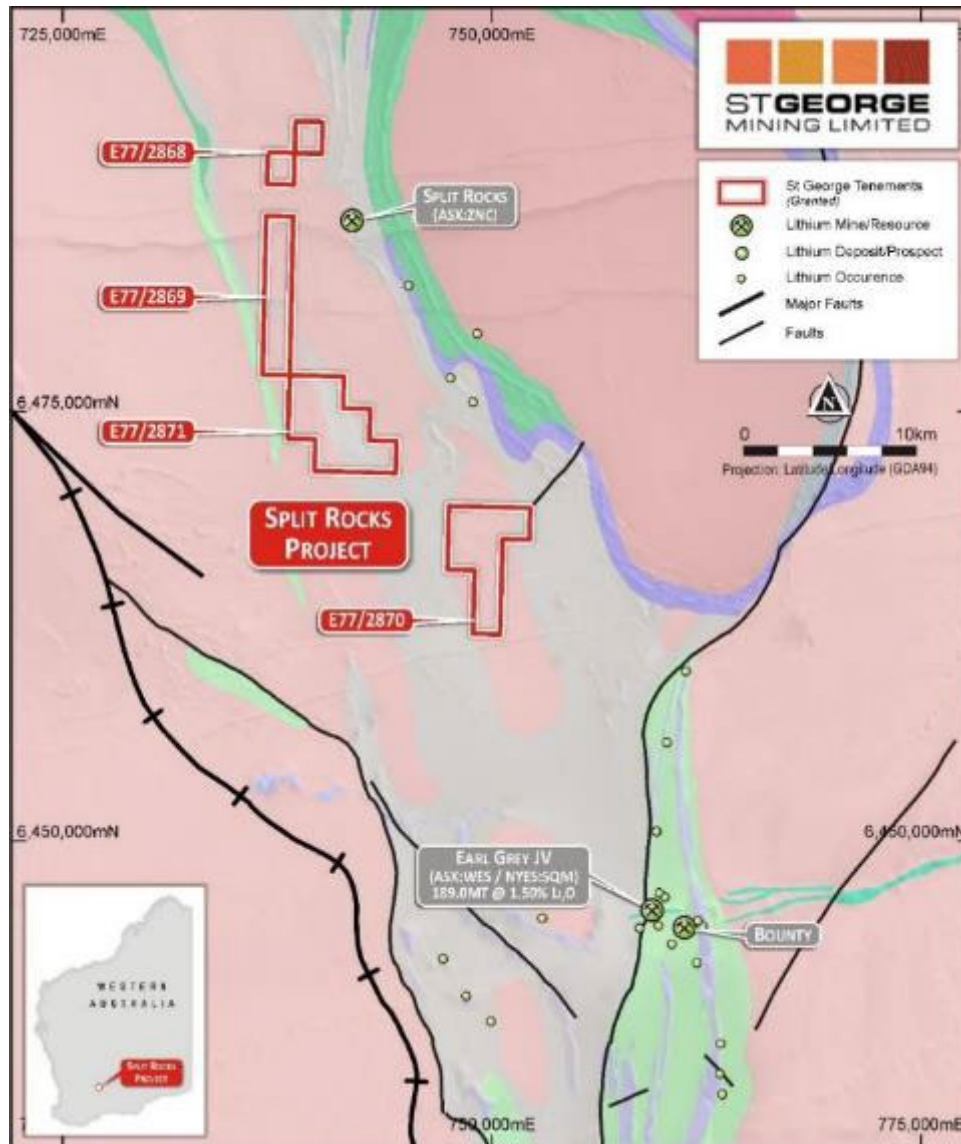 725,000mE
750,000mE
STGEORGE
MINING LIMITED
E77/2868
SPLIT ROCKS
(ASX:ZNC)
St George Tenements
(Granted)
Lithium Mine/Resource
Lithium Deposit/Prospect
Lithium Occurence
Major Faults
Faults
E77/2869
N
6,475,000mN
0 10km
Projection: Latitude/Longitude (GDA94)
E77/2871
SPLIT ROCKS
PROJECT
E77/2870
6,450,000mN
6,450,000mN
EARL GREY JV
(ASX:WES / NYES:SQM)
189.0MT @ 1.50% Li₂O
BOUNTY
WESTERN
AUSTRALIA
SPLIT ROCKS
PROJECT
750,000mE
775,000mE